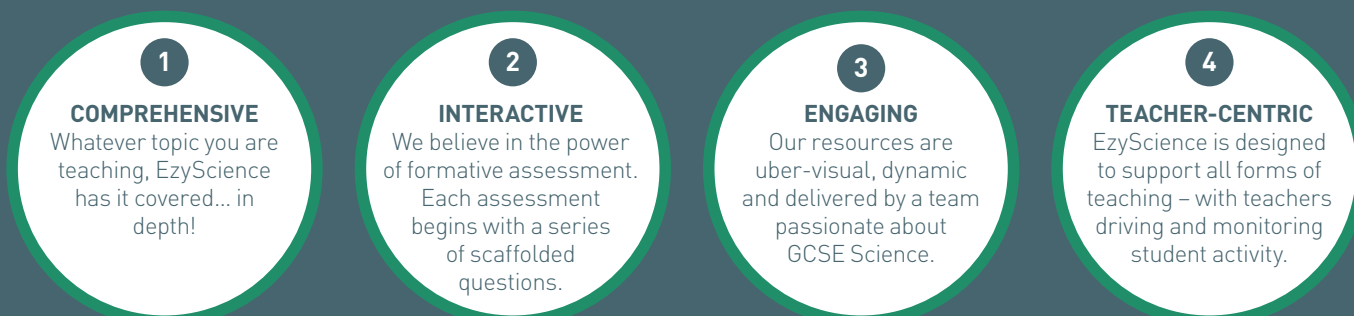 1
COMPREHENSIVE
Whatever topic you are
teaching, EzyScience
has it covered... in
depth!
2
INTERACTIVE
We believe in the power
of formative assessment.
Each assessment
begins with a series
of scaffolded
questions.
3
ENGAGING
Our resources are
uber-visual, dynamic
and delivered by a team
passionate about
GCSE Science.
4
TEACHER-CENTRIC
EzyScience is designed
to support all forms of
teaching – with teachers
driving and monitoring
student activity.